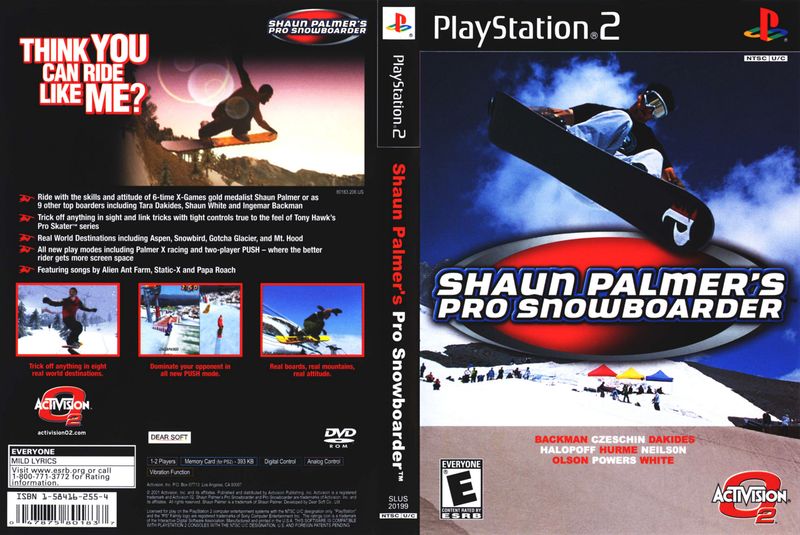 SHAUN PALMER'S
PRO SNOWBOARDER
THINK YOU
CAN RIDE
LIKE ME?
80183.206.US
Ride with the skills and attitude of 6-time X-Games gold medalist Shaun Palmer or as
9 other top boarders including Tara Dakides, Shaun White and Ingemar Backman
Trick off anything in sight and link tricks with tight controls true to the feel of Tony Hawk's
Pro Skater™ series
Real World Destinations including Aspen, Snowbird, Gotcha Glacier, and Mt. Hood
All new play modes including Palmer X racing and two-player PUSH – where the better
rider gets more screen space
Featuring songs by Alien Ant Farm, Static-X and Papa Roach
Trick off anything in eight
real world destinations.
Dominate your opponent in
all new PUSH mode.
Real boards, real mountains,
real attitude.
ACTIVISION
O2
activisiono2.com
DEAR SOFT
DVD
ROM
EVERYONE
MILD LYRICS
Visit www.esrb.org or call
1-800-771-3772 for Rating
Information.
ISBN 1-58416-255-4
0 47875 80183 7
1-2 Players
Memory Card (for PS2) - 393 KB
Digital Control
Analog Control
Vibration Function
PlayStation®2
Shaun Palmer's Pro Snowboarder™
SLUS
20199
NTSC U/C
PlayStation®2
NTSC U/C
SHAUN PALMER'S
PRO SNOWBOARDER
BACKMAN CZESCHIN DAKIDES
HALOPOFF HURME NEILSON
OLSON POWERS WHITE
EVERYONE
E
CONTENT RATED BY
ESRB
ACTIVISION
O2